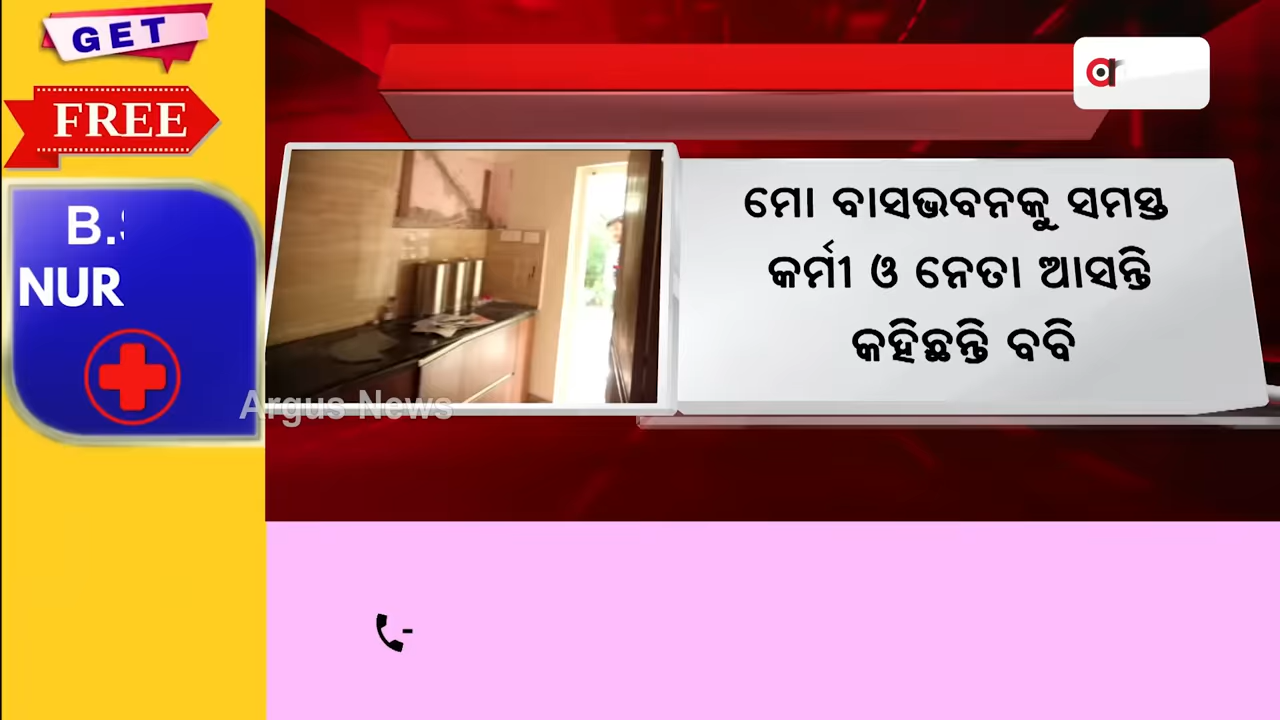 GET
FREE
NUR
ମୋ ବାସଭବନକୁ ସମସ୍ତ
କର୍ମୀ ଓ ନେତା ଆସନ୍ତି
କହିଛନ୍ତି ବବି
Argus News